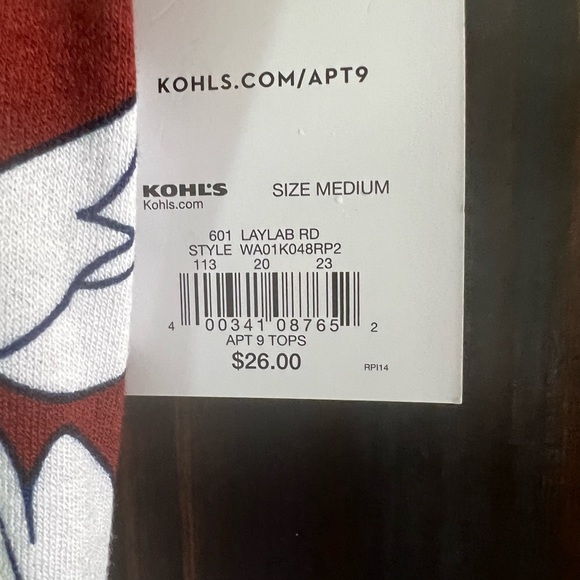 KOHLS.COM/APT9
KOHL'S SIZE MEDIUM
Kohls.com
601 LAYLAB RD
STYLE WA01K048RP2
113 20 23
4 00341 08765 2
APT 9 TOPS
$26.00
RPI14